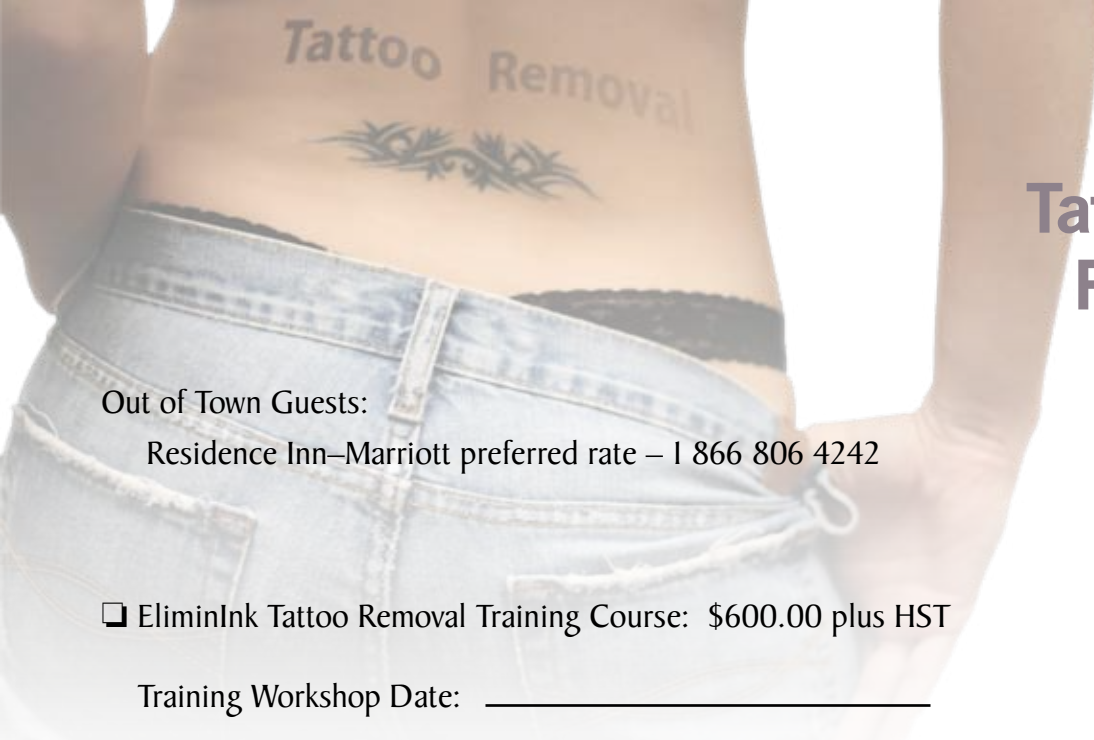 Tattoo Removal
Out of Town Guests:
Residence Inn–Marriott preferred rate – 1 866 806 4242
❏ EliminInk Tattoo Removal Training Course: $600.00 plus HST
Training Workshop Date: